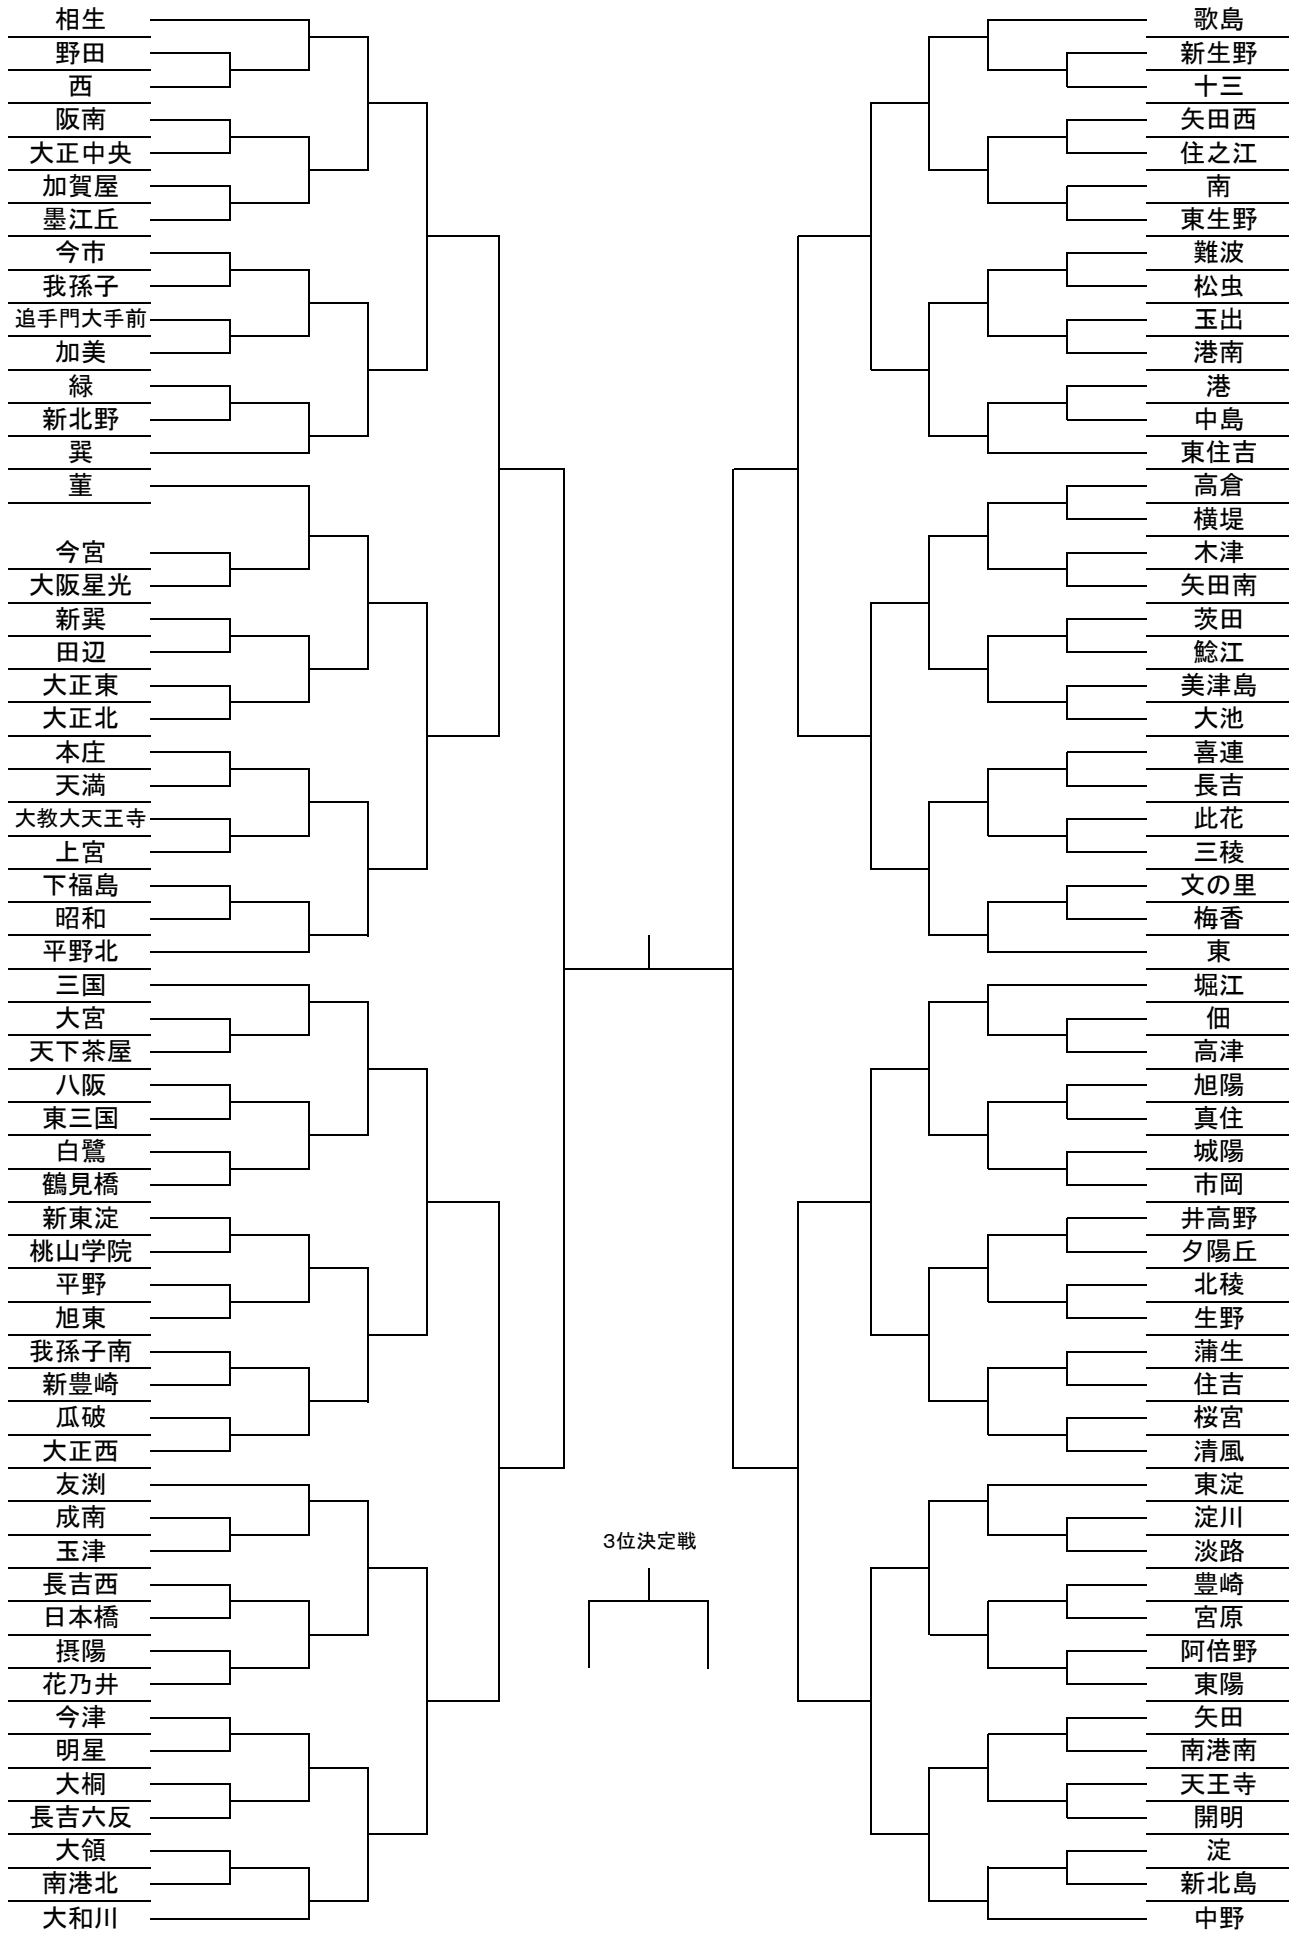 相生
野田
西
阪南
大正中央
加賀屋
墨江丘
今市
我孫子
追手門大手前
加美
緑
新北野
巽
菫
今宮
大阪星光
新巽
田辺
大正東
大正北
本庄
天満
大教大天王寺
上宮
下福島
昭和
平野北
三国
大宮
天下茶屋
八阪
東三国
白鷺
鶴見橋
新東淀
桃山学院
平野
旭東
我孫子南
新豊崎
瓜破
大正西
友渕
成南
玉津
長吉西
日本橋
摂陽
花乃井
今津
明星
大桐
長吉六反
大領
南港北
大和川
3位決定戦
歌島
新生野
十三
矢田西
住之江
南
東生野
難波
松虫
玉出
港南
港
中島
東住吉
高倉
横堤
木津
矢田南
茨田
鯰江
美津島
大池
喜連
長吉
此花
三稜
文の里
梅香
東
堀江
佃
高津
旭陽
真住
城陽
市岡
井高野
夕陽丘
北稜
生野
蒲生
住吉
桜宮
清風
東淀
淀川
淡路
豊崎
宮原
阿倍野
東陽
矢田
南港南
天王寺
開明
淀
新北島
中野